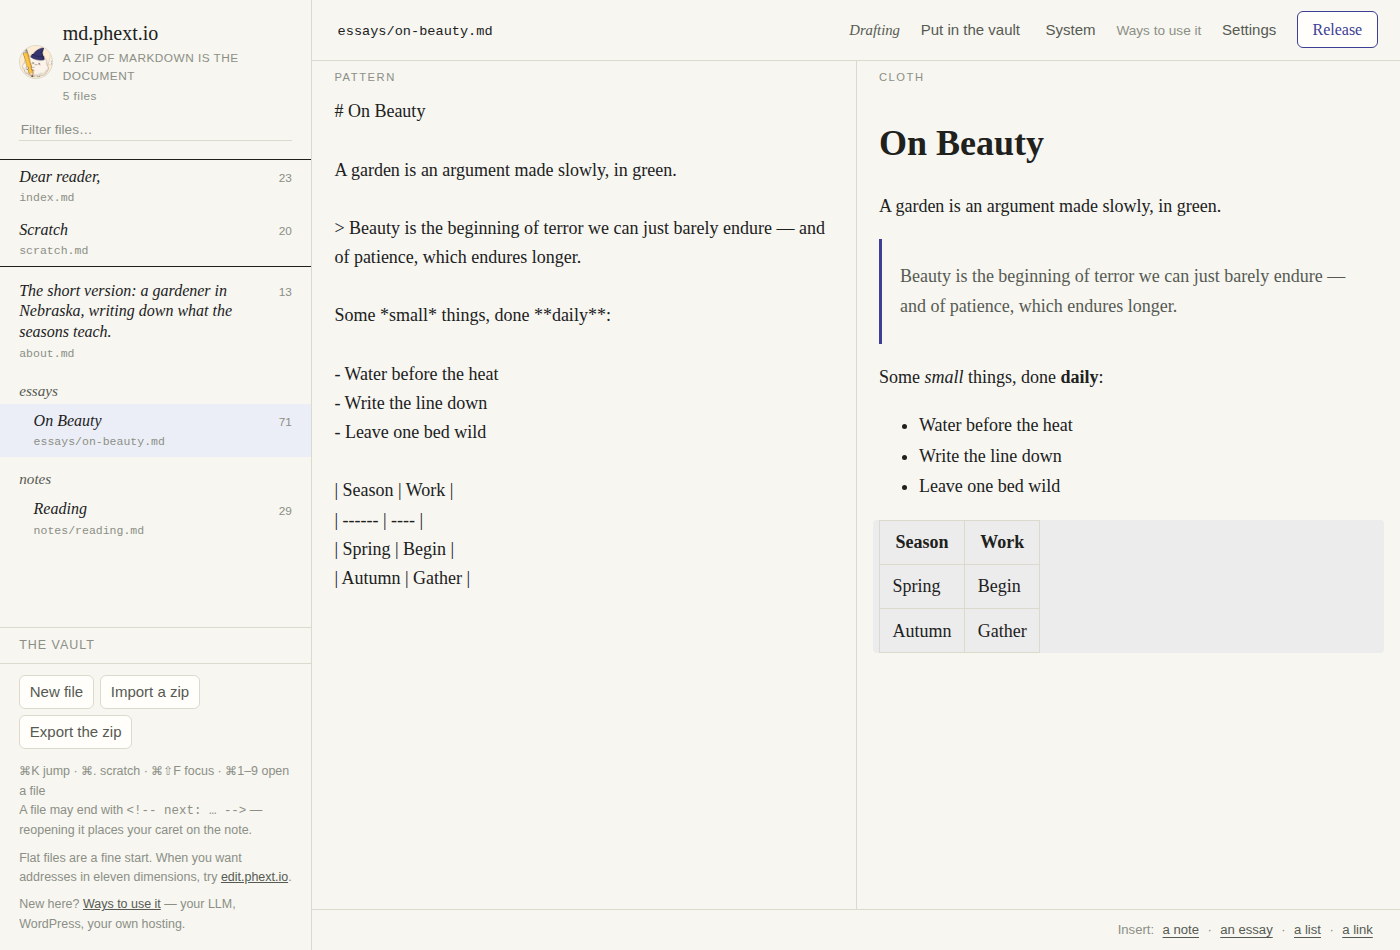 md.phext.io
A ZIP OF MARKDOWN IS THE
DOCUMENT
5 files
Filter files…
Dear reader,
23
index.md
Scratch
20
scratch.md
The short version: a gardener in
13
Nebraska, writing down what the
seasons teach.
about.md
essays
On Beauty
71
essays/on-beauty.md
notes
Reading
29
notes/reading.md
THE VAULT
New file
Import a zip
Export the zip
⌘K jump · ⌘. scratch · ⌘⇧F focus · ⌘1–9 open
a file
A file may end with <!-- next: … --> —
reopening it places your caret on the note.
Flat files are a fine start. When you want
addresses in eleven dimensions, try edit.phext.io.
New here? Ways to use it — your LLM,
WordPress, your own hosting.
essays/on-beauty.md
Drafting
Put in the vault
System
Ways to use it
Settings
Release
PATTERN
# On Beauty
A garden is an argument made slowly, in green.
> Beauty is the beginning of terror we can just barely endure — and
of patience, which endures longer.
Some *small* things, done **daily**:
- Water before the heat
- Write the line down
- Leave one bed wild
| Season | Work |
| ------ | ---- |
| Spring | Begin |
| Autumn | Gather |
CLOTH
On Beauty
A garden is an argument made slowly, in green.
Beauty is the beginning of terror we can just barely endure —
and of patience, which endures longer.
Some small things, done daily:
• Water before the heat
• Write the line down
• Leave one bed wild
Season Work
Spring Begin
Autumn Gather
Insert: a note · an essay · a list · a link